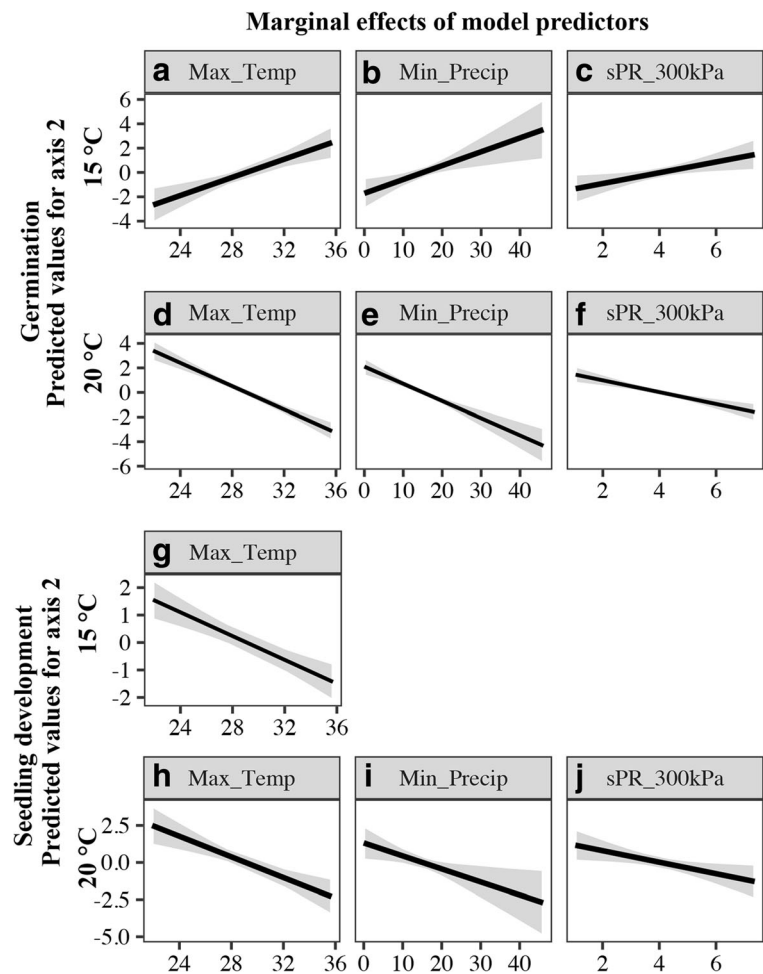 Marginal effects of model predictors
Germination
Predicted values for axis 2
15 °C
a Max_Temp
b Min_Precip
c sPR_300kPa
6
4
2
0
-2
-4
24 28 32 36
0 10 20 30 40
2 4 6
20 °C
d Max_Temp
e Min_Precip
f sPR_300kPa
4
2
0
-2
-4
-6
24 28 32 36
0 10 20 30 40
2 4 6
Seedling development
Predicted values for axis 2
15 °C
g Max_Temp
2
1
0
-1
-2
24 28 32 36
20 °C
h Max_Temp
i Min_Precip
j sPR_300kPa
2.5
0.0
-2.5
-5.0
24 28 32 36
0 10 20 30 40
2 4 6